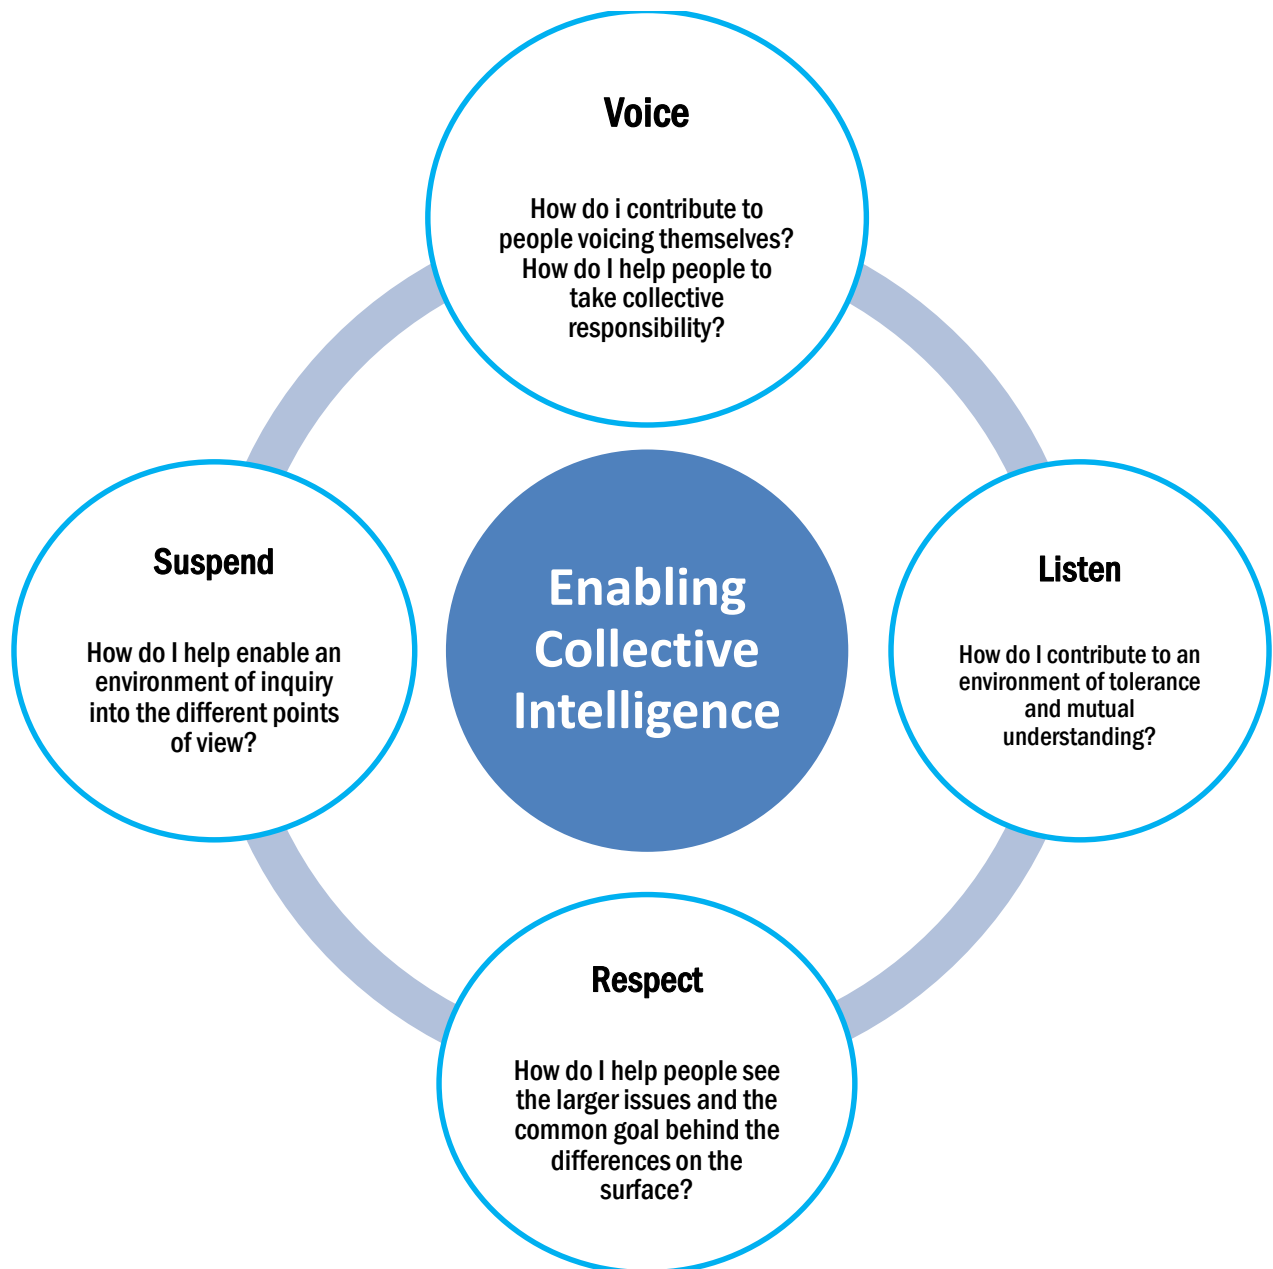 Voice
How do i contribute to
people voicing themselves?
How do I help people to
take collective
responsibility?
Suspend
How do I help enable an
environment of inquiry
into the different points
of view?
Enabling
Collective
Intelligence
Listen
How do I contribute to an
environment of tolerance
and mutual
understanding?
Respect
How do I help people see
the larger issues and the
common goal behind the
differences on the
surface?